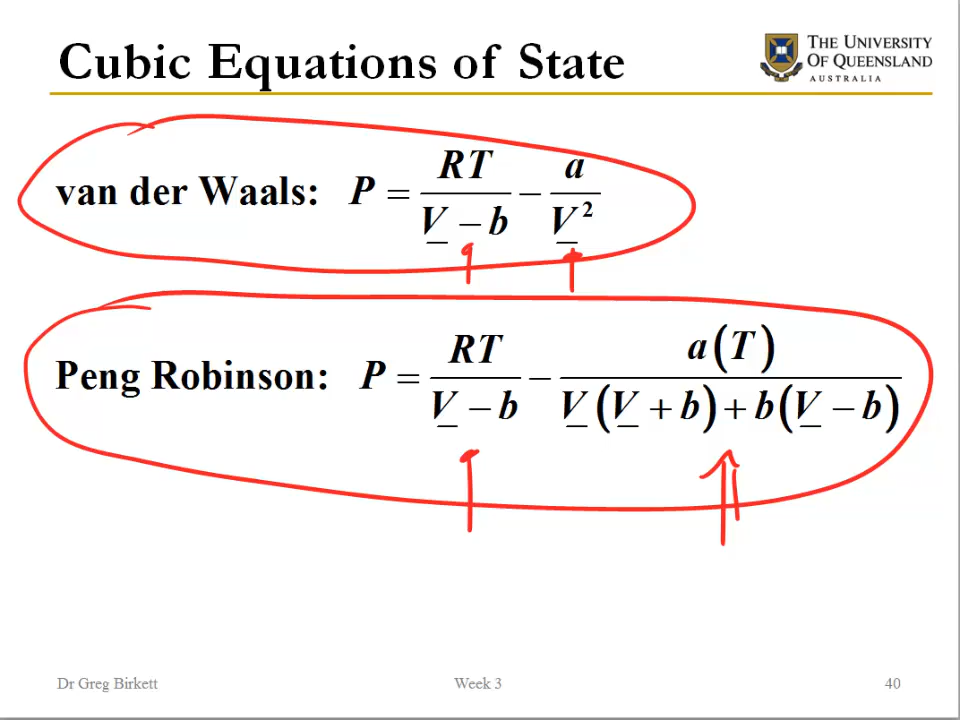 Cubic Equations of State
THE UNIVERSITY
OF QUEENSLAND
AUSTRALIA
van der Waals: P = RT/(V̲ − b) − a/V̲²
Peng Robinson: P = RT/(V̲ − b) − a(T)/(V̲(V̲ + b) + b(V̲ − b))
Dr Greg Birkett
Week 3
40